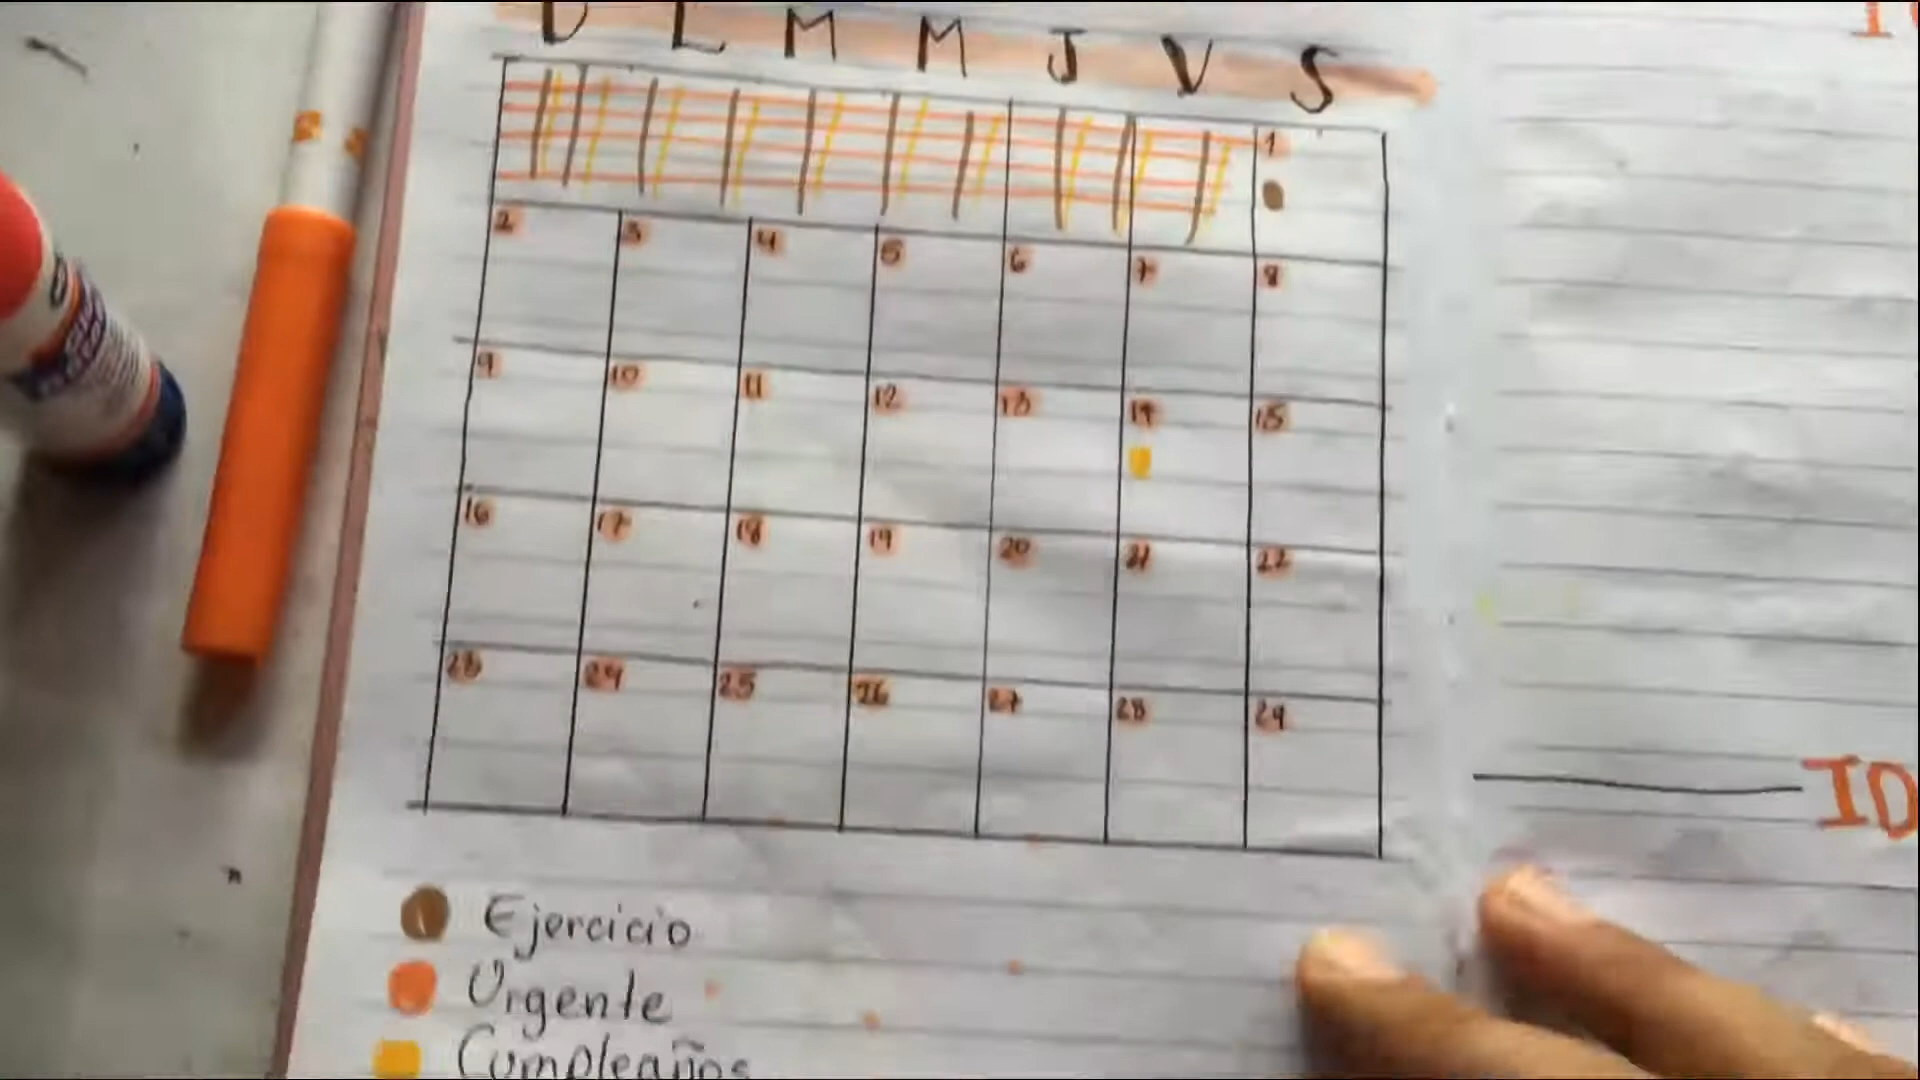 D L M M J V S
1
2 3 4 5 6 7 8
9 10 11 12 13 14 15
16 17 18 19 20 21 22
23 24 25 26 27 28 29
Ejercicio
Urgente
Cumpleaños
ID